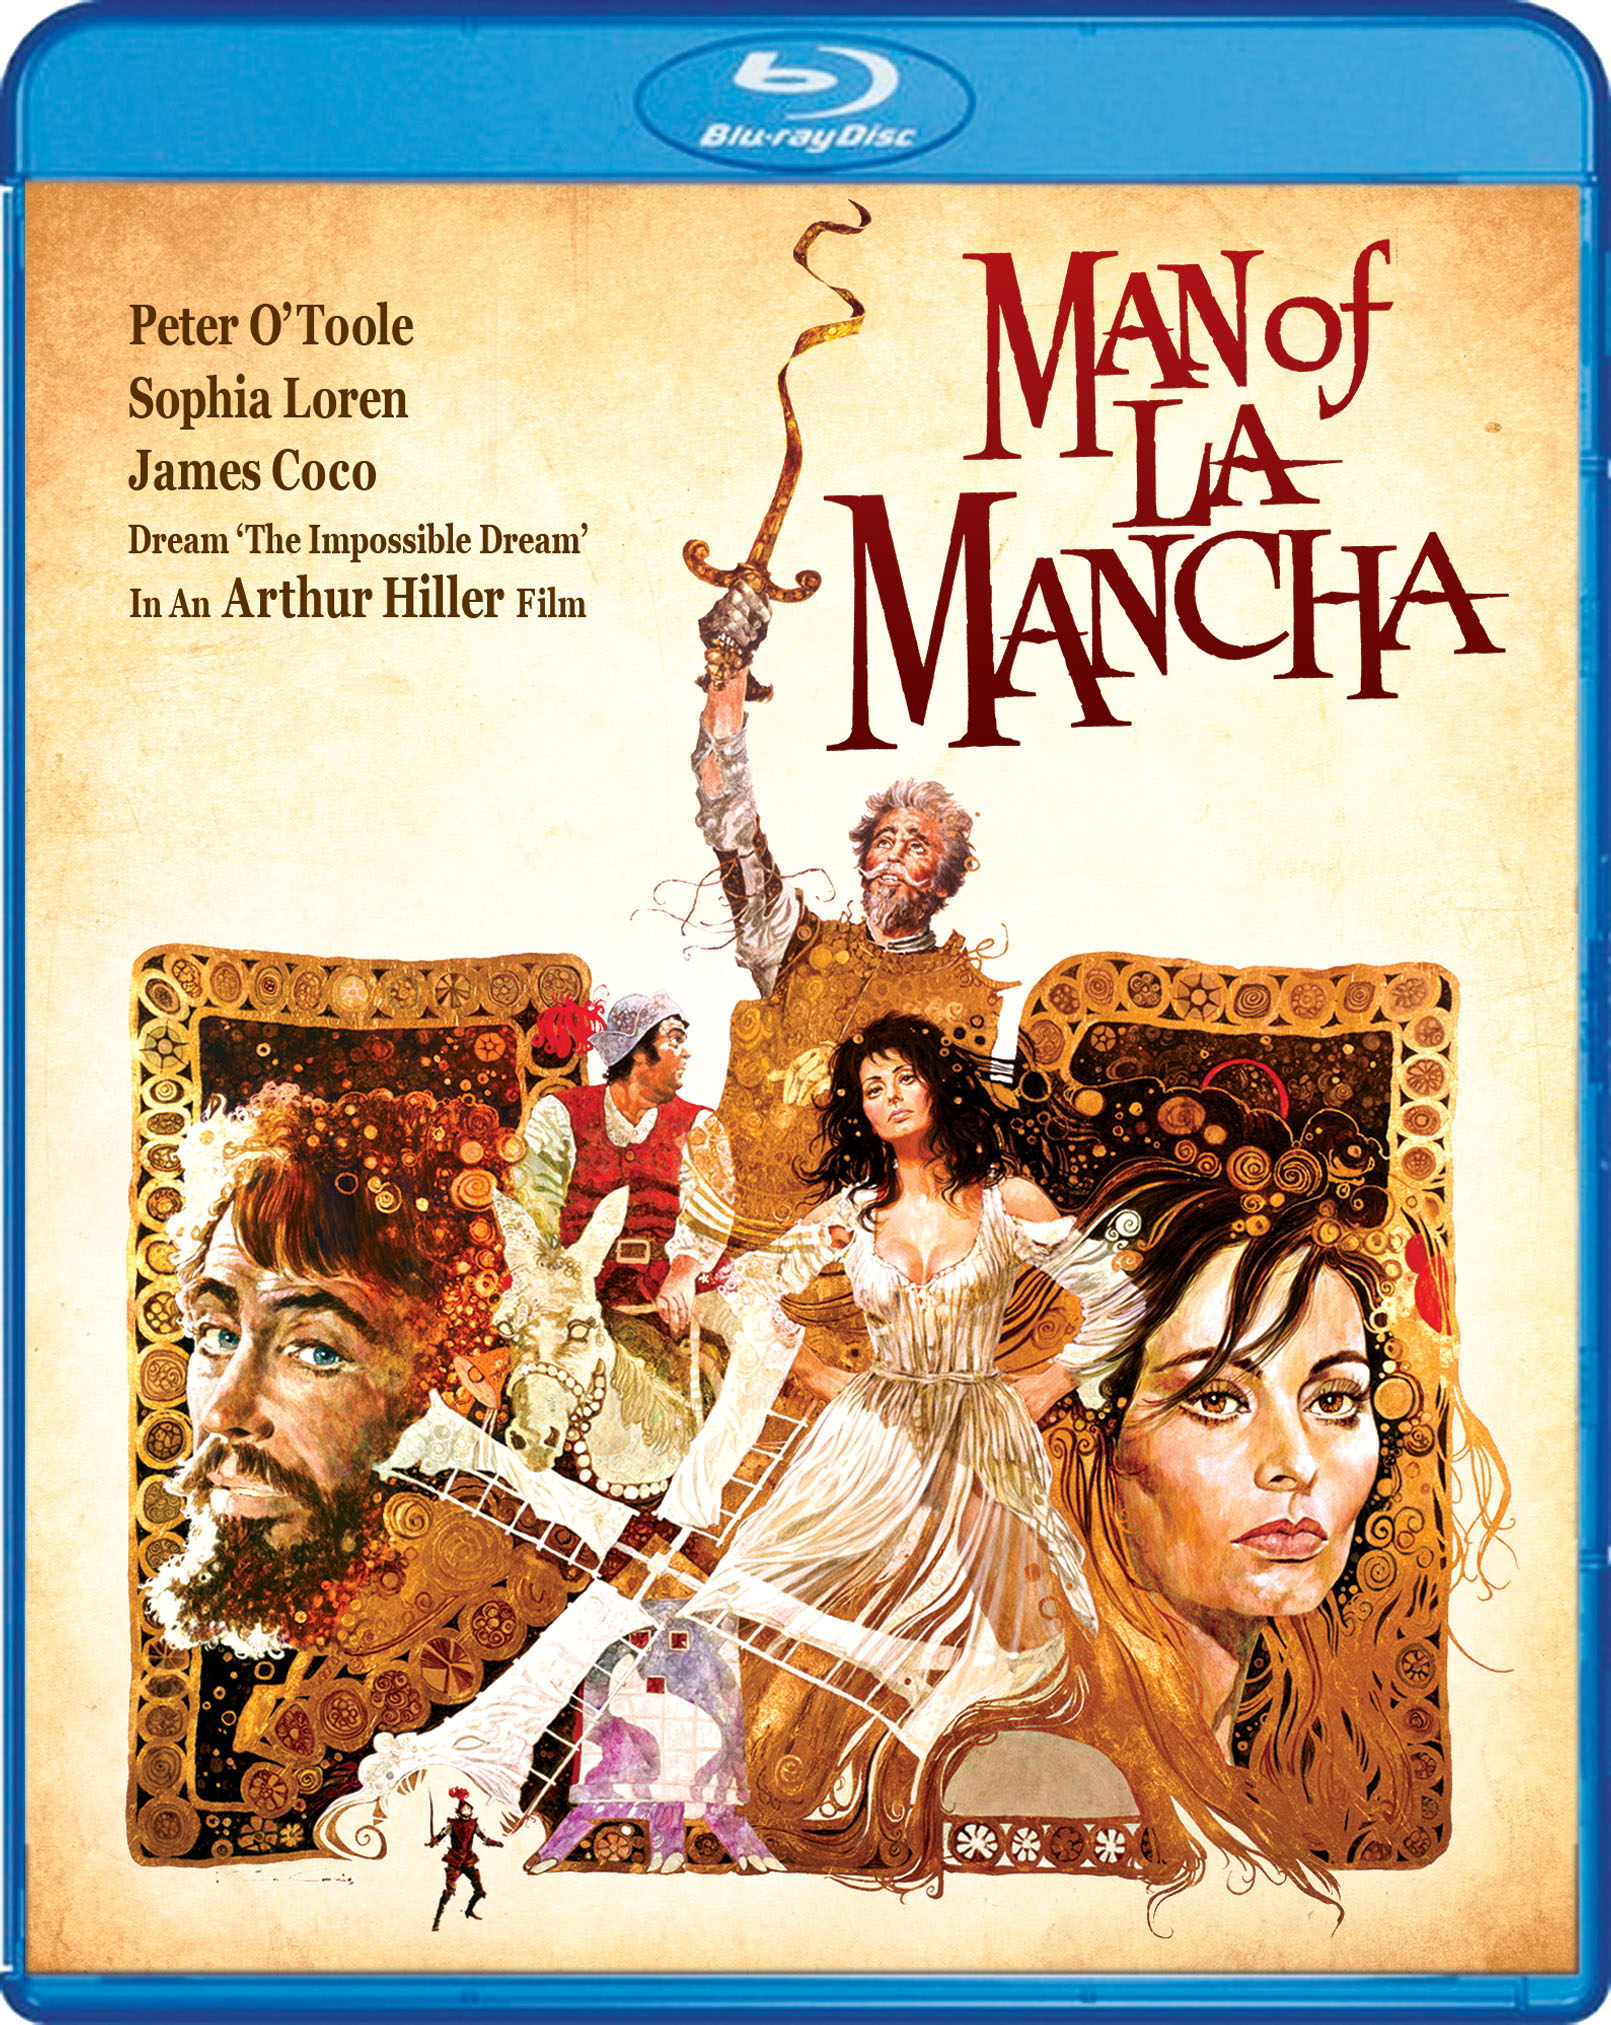 Blu-ray Disc
Peter O'Toole
Sophia Loren
James Coco
Dream ‘The Impossible Dream’
In An Arthur Hiller Film
MAN of
LA
MANCHA